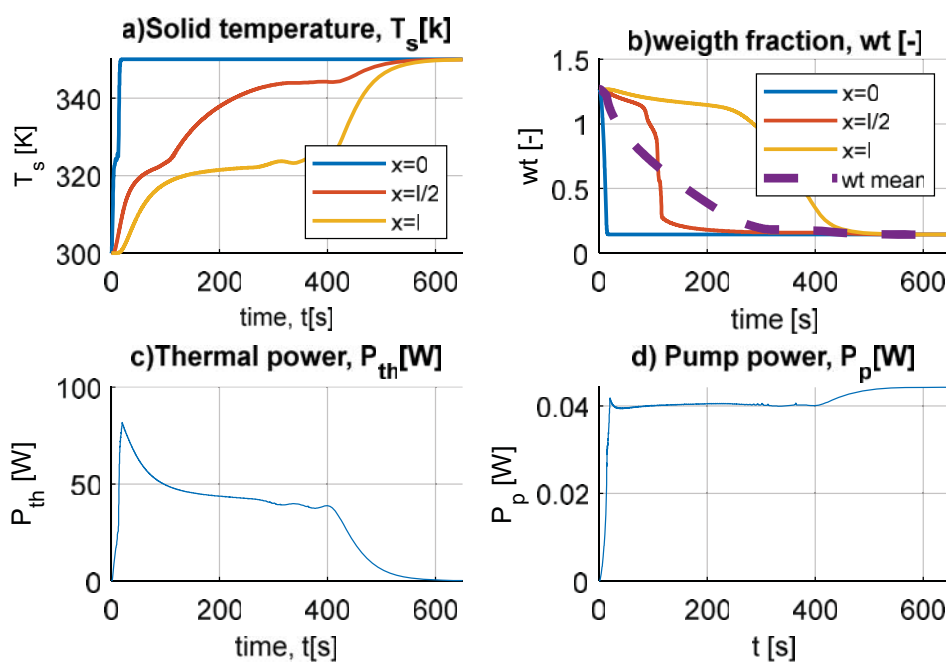 a)Solid temperature, T_s[k]
340
320
300
T_s [K]
x=0
x=l/2
x=l
0
200
400
600
time, t[s]
b)weigth fraction, wt [-]
1.5
1
0.5
0
wt [-]
x=0
x=l/2
x=l
wt mean
0
200
400
600
time [s]
c)Thermal power, P_th[W]
100
50
0
P_th [W]
0
200
400
600
time, t[s]
d) Pump power, P_p[W]
0.04
0.02
0
P_p [W]
0
200
400
600
t [s]